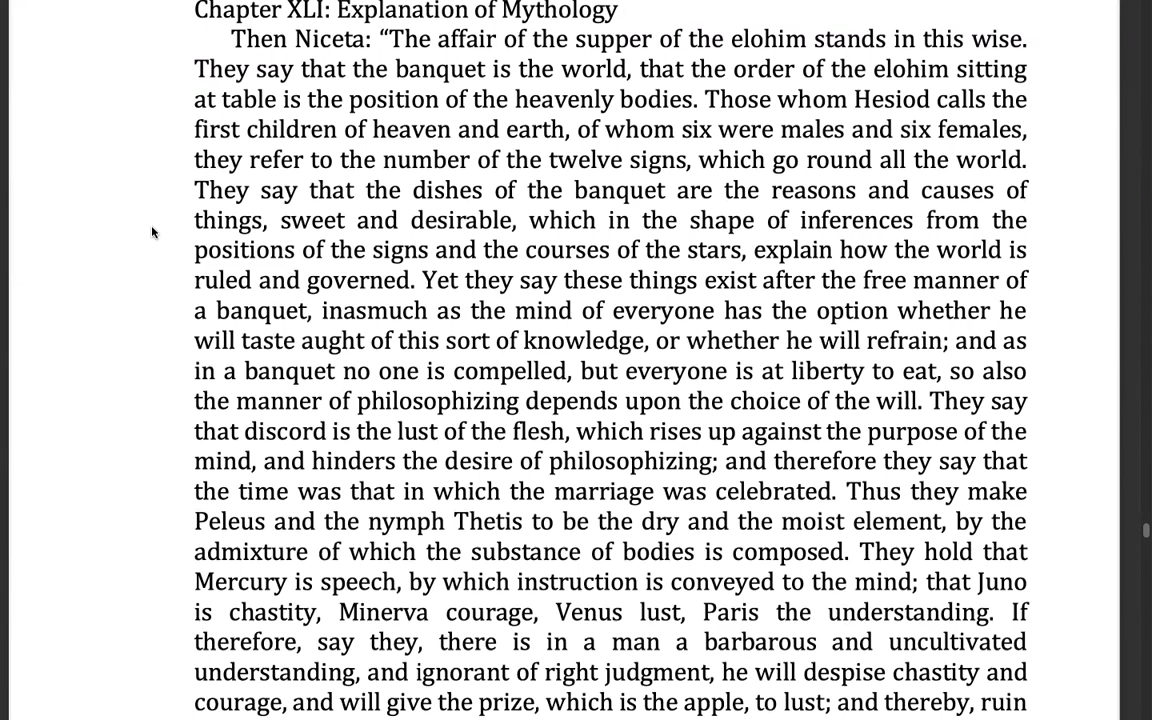 Chapter XLI: Explanation of Mythology
Then Niceta: “The affair of the supper of the elohim stands in this wise.
They say that the banquet is the world, that the order of the elohim sitting
at table is the position of the heavenly bodies. Those whom Hesiod calls the
first children of heaven and earth, of whom six were males and six females,
they refer to the number of the twelve signs, which go round all the world.
They say that the dishes of the banquet are the reasons and causes of
things, sweet and desirable, which in the shape of inferences from the
positions of the signs and the courses of the stars, explain how the world is
ruled and governed. Yet they say these things exist after the free manner of
a banquet, inasmuch as the mind of everyone has the option whether he
will taste aught of this sort of knowledge, or whether he will refrain; and as
in a banquet no one is compelled, but everyone is at liberty to eat, so also
the manner of philosophizing depends upon the choice of the will. They say
that discord is the lust of the flesh, which rises up against the purpose of the
mind, and hinders the desire of philosophizing; and therefore they say that
the time was that in which the marriage was celebrated. Thus they make
Peleus and the nymph Thetis to be the dry and the moist element, by the
admixture of which the substance of bodies is composed. They hold that
Mercury is speech, by which instruction is conveyed to the mind; that Juno
is chastity, Minerva courage, Venus lust, Paris the understanding. If
therefore, say they, there is in a man a barbarous and uncultivated
understanding, and ignorant of right judgment, he will despise chastity and
courage, and will give the prize, which is the apple, to lust; and thereby, ruin